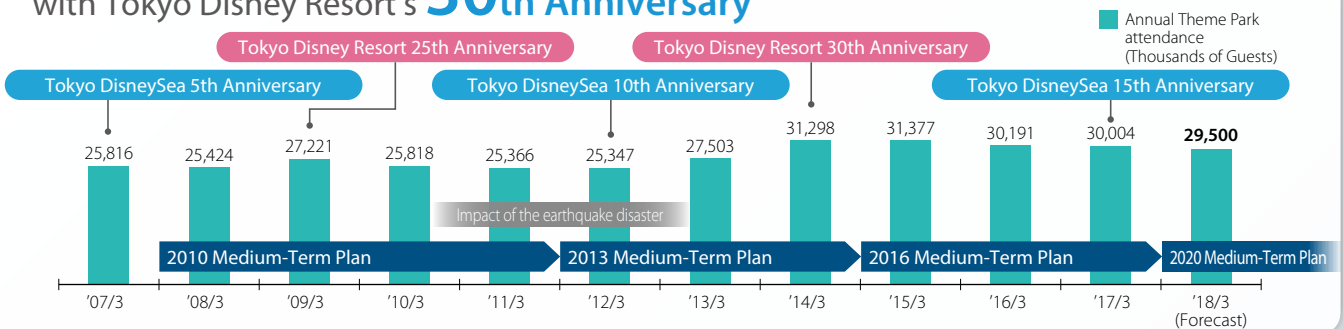 with Tokyo Disney Resort's 30th Anniversary
Annual Theme Park
attendance
(Thousands of Guests)
Tokyo Disney Resort 25th Anniversary
Tokyo Disney Resort 30th Anniversary
Tokyo DisneySea 5th Anniversary
Tokyo DisneySea 10th Anniversary
Tokyo DisneySea 15th Anniversary
25,816
25,424
27,221
25,818
25,366
25,347
27,503
31,298
31,377
30,191
30,004
29,500
Impact of the earthquake disaster
2010 Medium-Term Plan
2013 Medium-Term Plan
2016 Medium-Term Plan
2020 Medium-Term Plan
'07/3
'08/3
'09/3
'10/3
'11/3
'12/3
'13/3
'14/3
'15/3
'16/3
'17/3
'18/3
(Forecast)